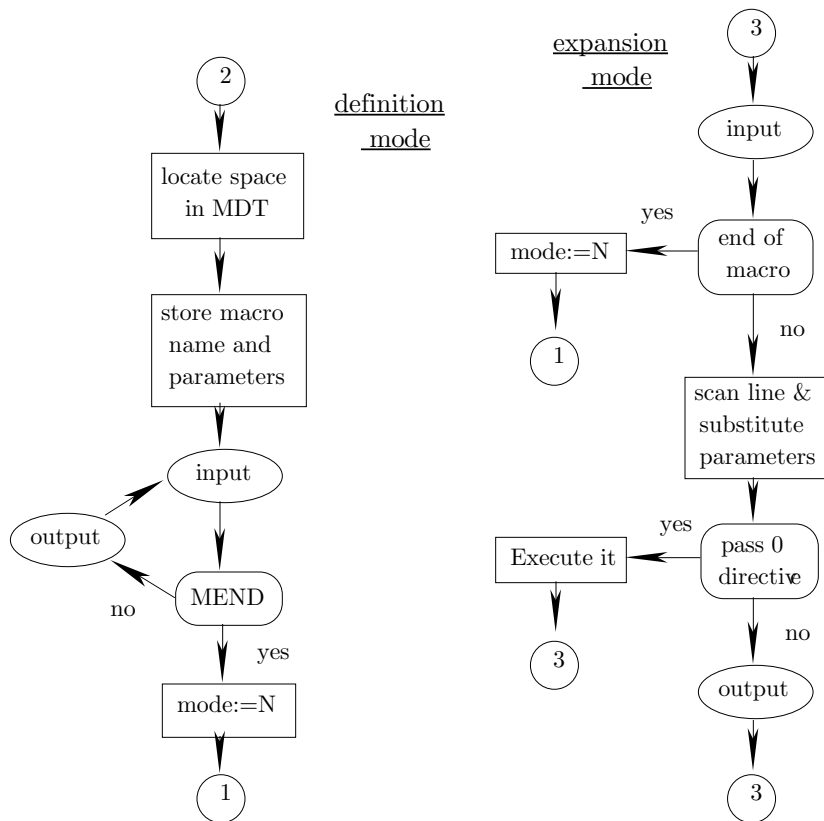 2
definition
mode
locate space
in MDT
store macro
name and
parameters
input
output
MEND
no
yes
mode:=N
1
3
expansion
mode
input
yes
end of
macro
mode:=N
1
no
scan line &
substitute
parameters
yes
pass 0
directive
Execute it
3
no
output
3